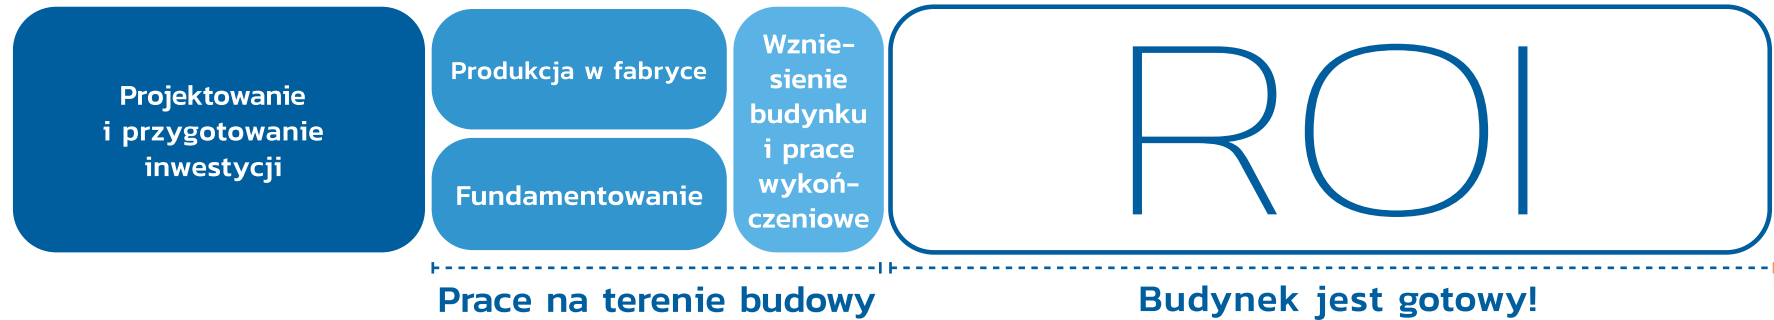 Projektowanie
i przygotowanie
inwestycji
Produkcja w fabryce
Fundamentowanie
Wznie-
sienie
budynku
i prace
wykoń-
czeniowe
ROI
Prace na terenie budowy
Budynek jest gotowy!